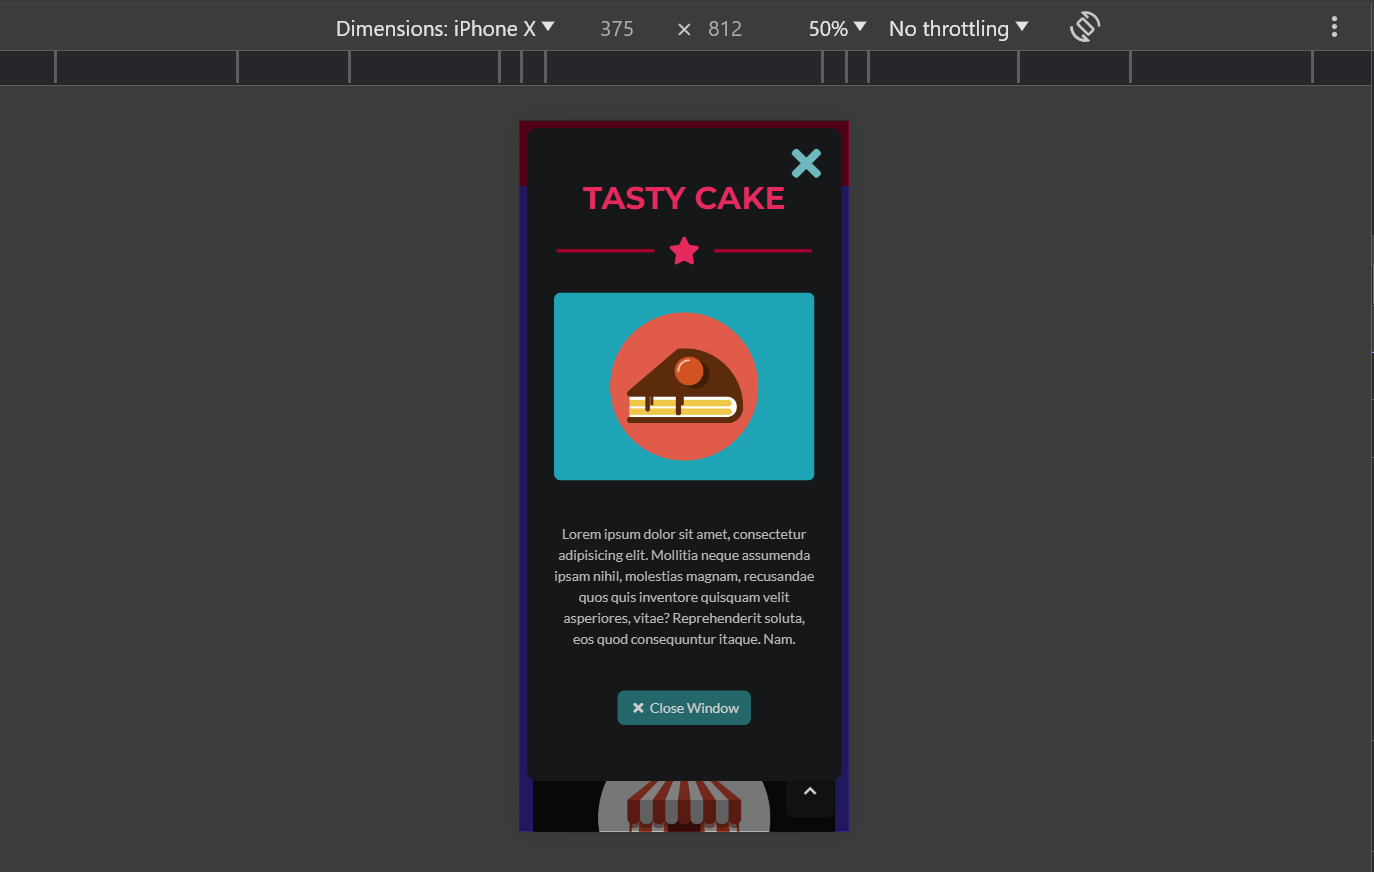 Dimensions: iPhone X 375 × 812 50% No throttling
TASTY CAKE
Lorem ipsum dolor sit amet, consectetur
adipisicing elit. Mollitia neque assumenda
ipsam nihil, molestias magnam, recusandae
quos quis inventore quisquam velit
asperiores, vitae? Reprehenderit soluta,
eos quod consequuntur itaque. Nam.
Close Window